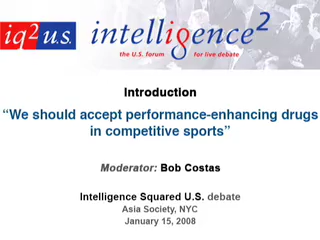 iq2 u.s. intelligence2
the U.S. forum for live debate
Introduction
“We should accept performance-enhancing drugs
in competitive sports”
Moderator: Bob Costas
Intelligence Squared U.S. debate
Asia Society, NYC
January 15, 2008